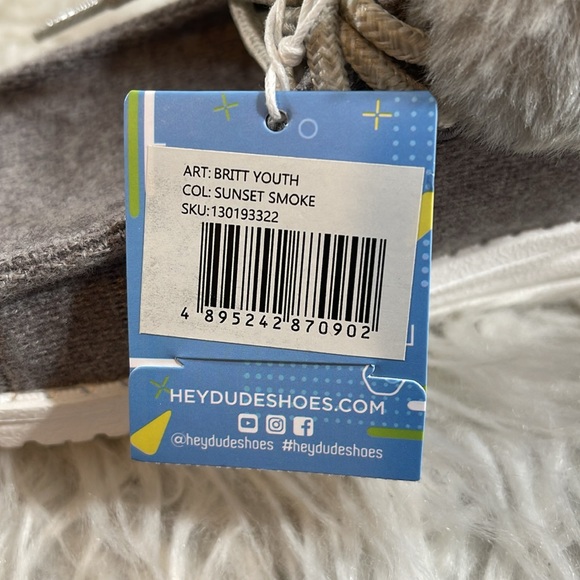 ART: BRITT YOUTH
COL: SUNSET SMOKE
SKU:130193322
4 895242 870902
HEYDUDESHOES.COM
@heydudeshoes #heydudeshoes